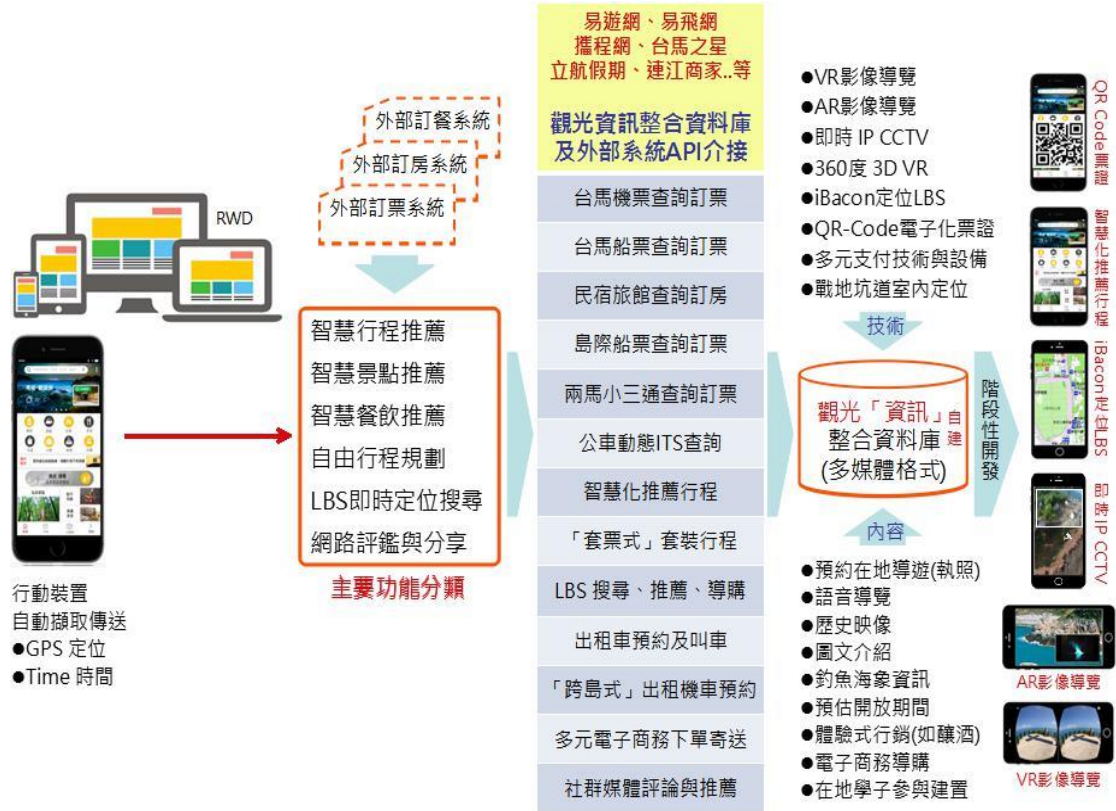 RWD
行動裝置
自動擷取傳送
●GPS 定位
●Time 時間
外部訂餐系統
外部訂房系統
外部訂票系統
智慧行程推薦
智慧景點推薦
智慧餐飲推薦
自由行程規劃
LBS即時定位搜尋
網路評鑑與分享
主要功能分類
易遊網、易飛網
攜程網、台馬之星
立航假期、連江商家..等
觀光資訊整合資料庫
及外部系統API介接
台馬機票查詢訂票
台馬船票查詢訂票
民宿旅館查詢訂房
島際船票查詢訂票
兩馬小三通查詢訂票
公車動態ITS查詢
智慧化推薦行程
「套票式」套裝行程
LBS 搜尋、推薦、導購
出租車預約及叫車
「跨島式」出租機車預約
多元電子商務下單寄送
社群媒體評論與推薦
●VR影像導覽
●AR影像導覽
●即時 IP CCTV
●360度 3D VR
●iBacon定位LBS
●QR-Code電子化票證
●多元支付技術與設備
●戰地坑道室內定位
技術
觀光「資訊」自建
整合資料庫
(多媒體格式)
內容
●預約在地導遊(執照)
●語音導覽
●歷史映像
●圖文介紹
●釣魚海象資訊
●預估開放期間
●體驗式行銷(如釀酒)
●電子商務導購
●在地學子參與建置
階段性開發
QR Code票證
智慧化推薦行程
iBacon定位LBS
即時IP CCTV
AR影像導覽
VR影像導覽